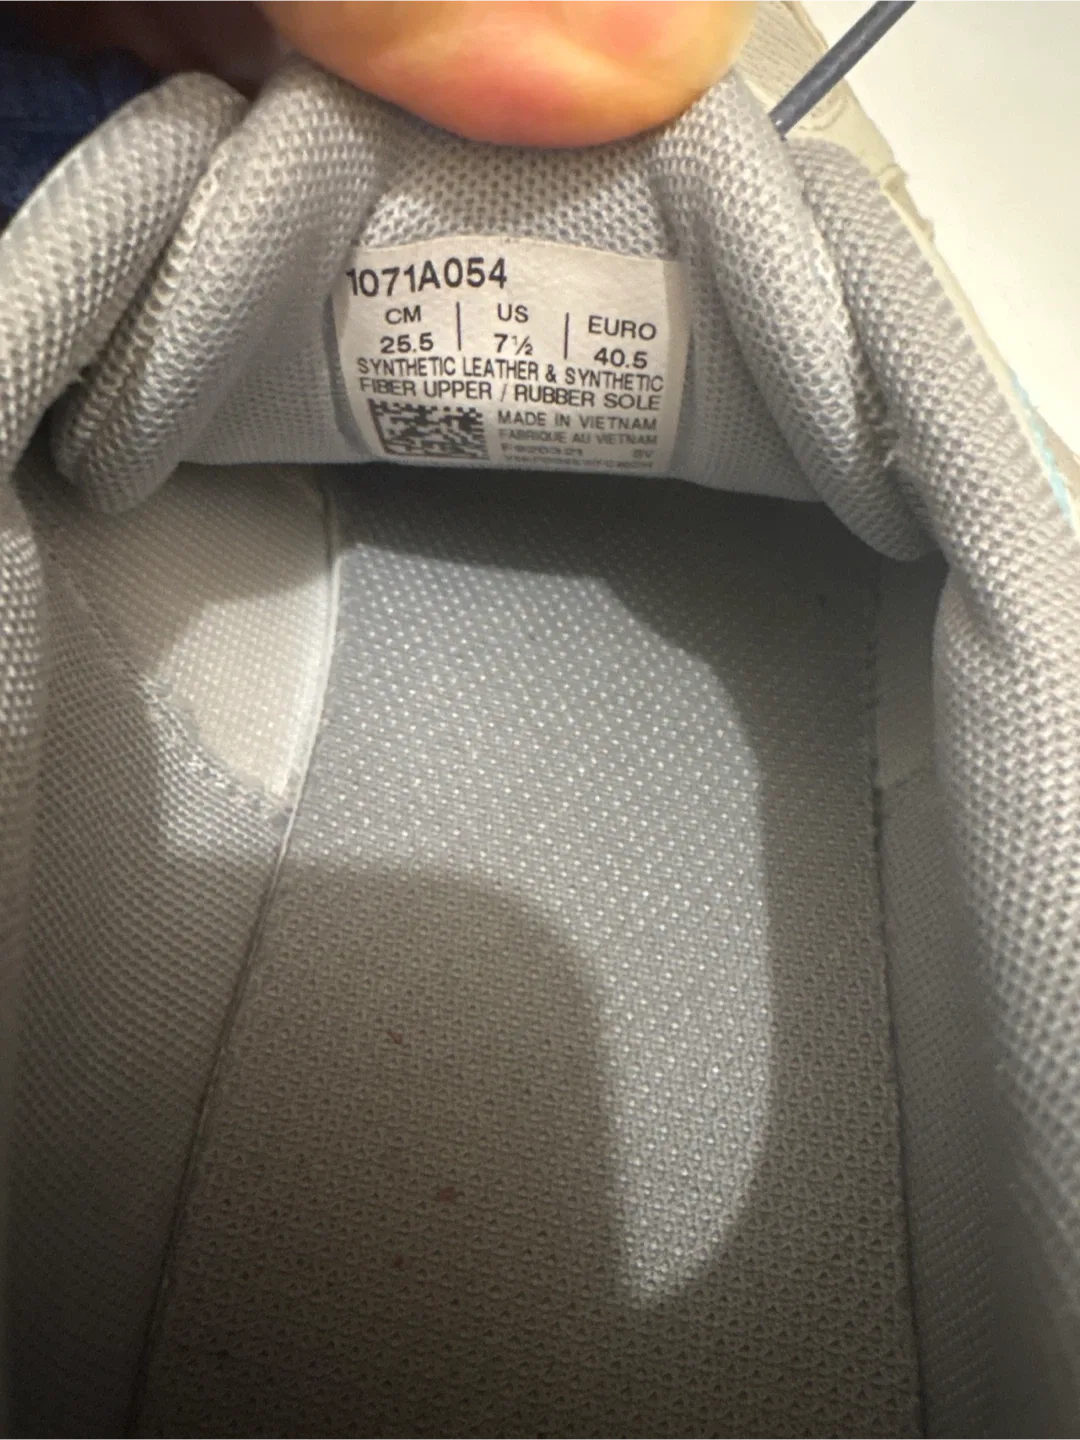 1071A054
CM | US | EURO
25.5 | 7½ | 40.5
SYNTHETIC LEATHER & SYNTHETIC
FIBER UPPER / RUBBER SOLE
MADE IN VIETNAM
FABRIQUE AU VIETNAM